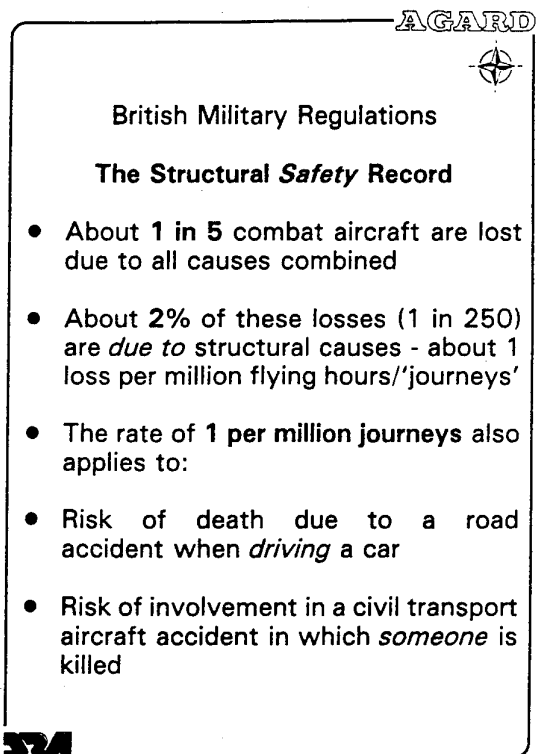 AGARD
British Military Regulations
The Structural Safety Record
• About 1 in 5 combat aircraft are lost
due to all causes combined
• About 2% of these losses (1 in 250)
are due to structural causes - about 1
loss per million flying hours/'journeys'
• The rate of 1 per million journeys also
applies to:
• Risk of death due to a road
accident when driving a car
• Risk of involvement in a civil transport
aircraft accident in which someone is
killed